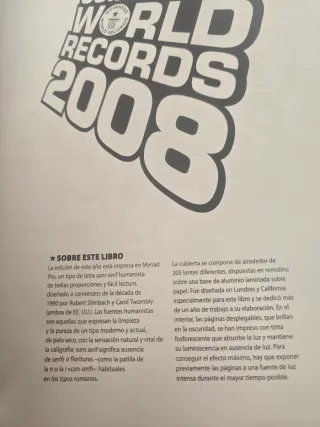 WORLD
RECORDS
2008
★ SOBRE ESTE LIBRO
La edición de este año está impresa en Myriad
Pro, un tipo de letra sans serif humanista
de bellas proporciones y fácil lectura,
diseñado a comienzos de la década de
1990 por Robert Slimbach y Carol Twombly
(ambos de EE. UU.). Las fuentes humanistas
son aquellas que expresan la limpieza
y la pureza de un tipo moderno y actual,
de palo seco, con la sensación natural y vital de
la caligrafía; sans serif significa ausencia
de serifs o florituras –como la patilla de
la n o la i «con serif»– habituales
en los tipos romanos.
La cubierta se compone de alrededor de
205 lentes diferentes, dispuestas en remolino
sobre una base de aluminio laminada sobre
papel. Fue diseñada en Londres y California
especialmente para este libro y se dedicó más
de un año de trabajo a su elaboración. En el
interior, las páginas desplegables, que brillan
en la oscuridad, se han impreso con tinta
fosforescente que absorbe la luz y mantiene
su luminiscencia en ausencia de luz. Para
conseguir el efecto máximo, hay que exponer
previamente las páginas a una fuente de luz
intensa durante el mayor tiempo posible.